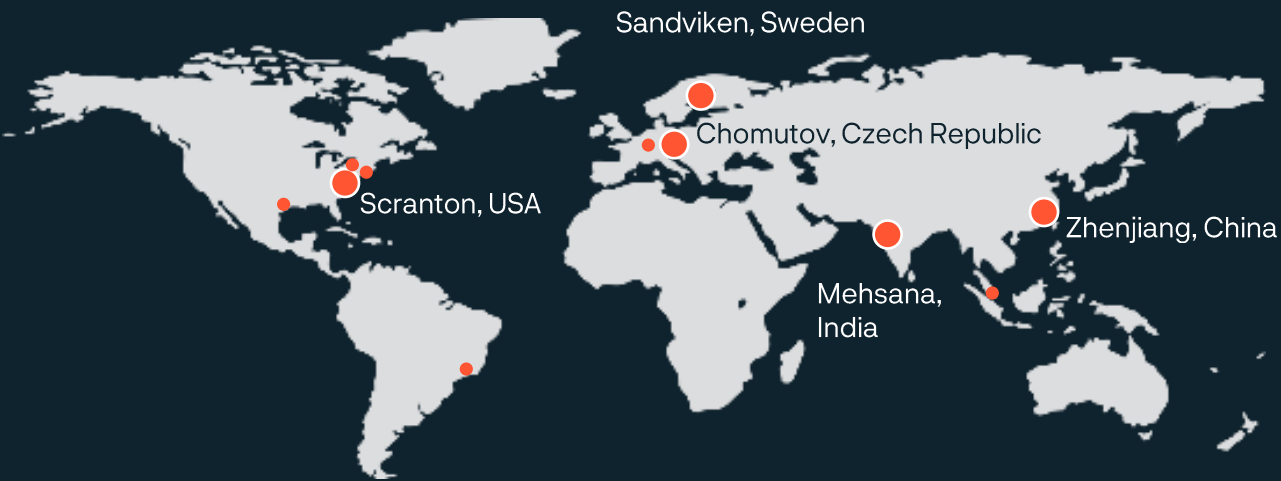 Sandviken, Sweden
Chomutov, Czech Republic
Scranton, USA
Zhenjiang, China
Mehsana,
India